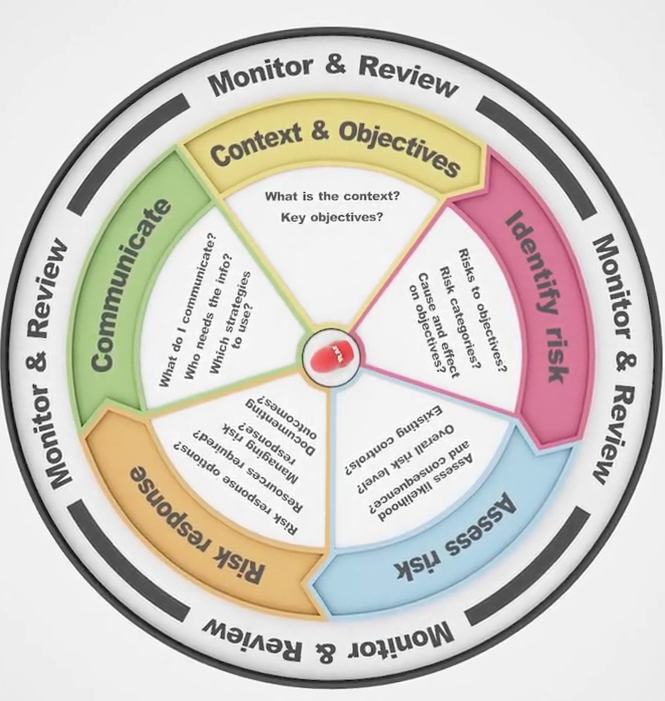 Monitor & Review
Context & Objectives
What is the context?
Key objectives?
Monitor & Review
Identify risk
Risks to objectives?
Risk categories?
Cause and effect
on objectives?
Assess risk
Assess likelihood
and consequence?
Overall risk level?
Existing controls?
Monitor & Review
Risk response
Risk response options?
Resources required?
Managing risk
response?
Documenting
outcomes?
Monitor & Review
Communicate
What do I communicate?
Who needs the info?
Which strategies
to use?